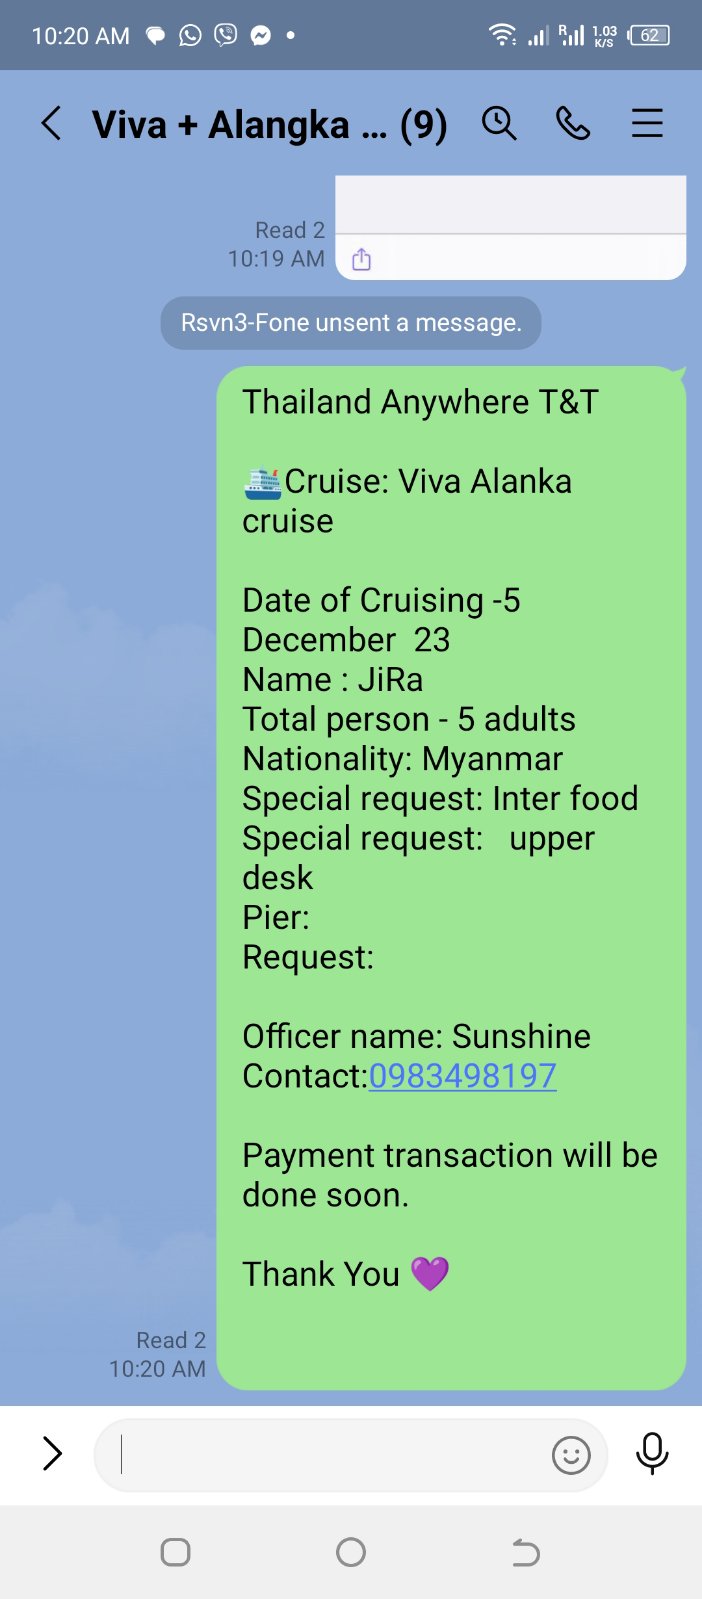 10:20 AM
1.03
K/S
62
R
Viva + Alangka ... (9)
Read 2
10:19 AM
Rsvn3-Fone unsent a message.
Thailand Anywhere T&T
🛳️Cruise: Viva Alanka
cruise
Date of Cruising -5
December  23
Name : JiRa
Total person - 5 adults
Nationality: Myanmar
Special request: Inter food
Special request:   upper
desk
Pier:
Request:
Officer name: Sunshine
Contact:0983498197
Payment transaction will be
done soon.
Thank You 💜
Read 2
10:20 AM